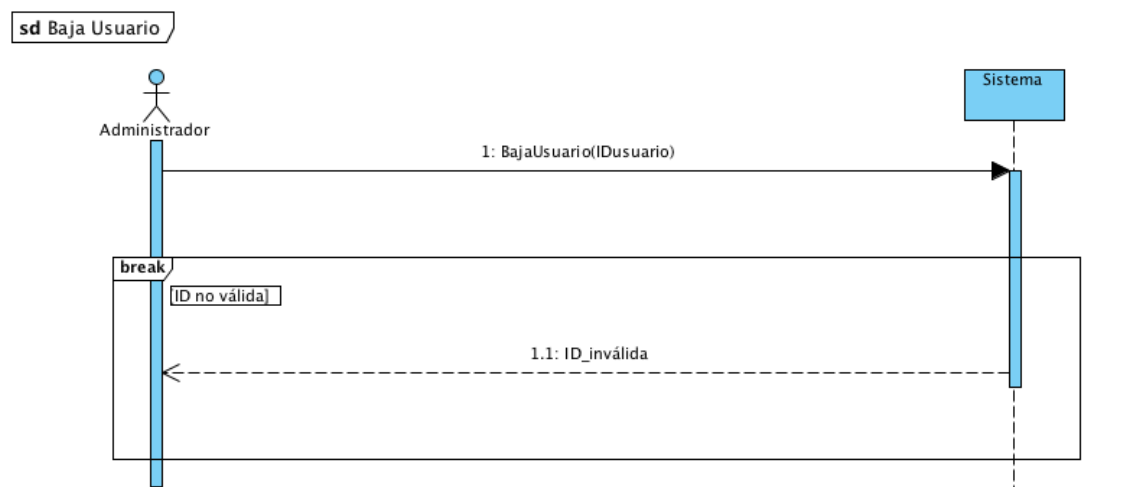 sd Baja Usuario
Sistema
Administrador
1: BajaUsuario(IDusuario)
break
[ID no válida]
1.1: ID_inválida